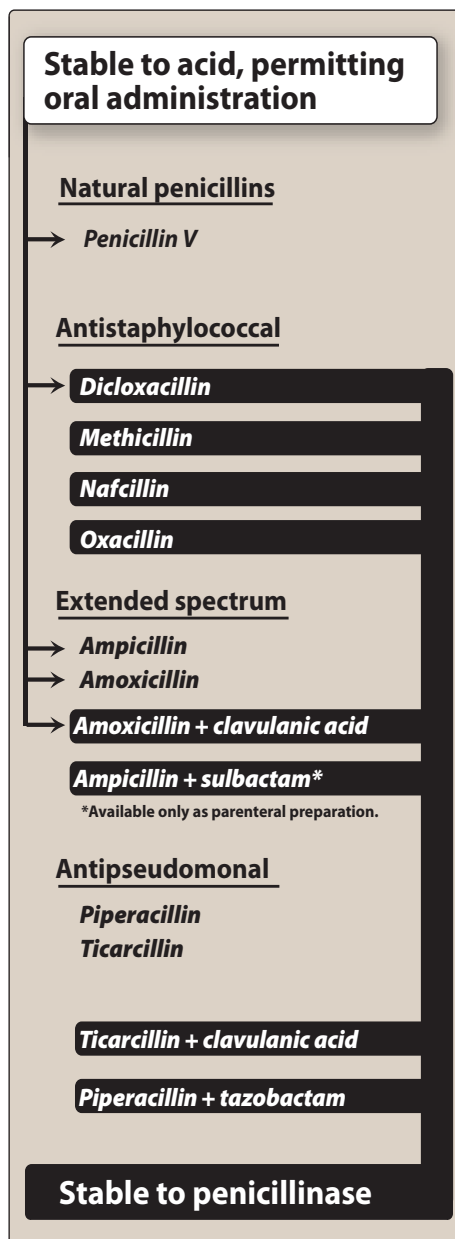 Stable to acid, permitting
oral administration
Natural penicillins
Penicillin V
Antistaphylococcal
Dicloxacillin
Methicillin
Nafcillin
Oxacillin
Extended spectrum
Ampicillin
Amoxicillin
Amoxicillin + clavulanic acid
Ampicillin + sulbactam*
*Available only as parenteral preparation.
Antipseudomonal
Piperacillin
Ticarcillin
Ticarcillin + clavulanic acid
Piperacillin + tazobactam
Stable to penicillinase